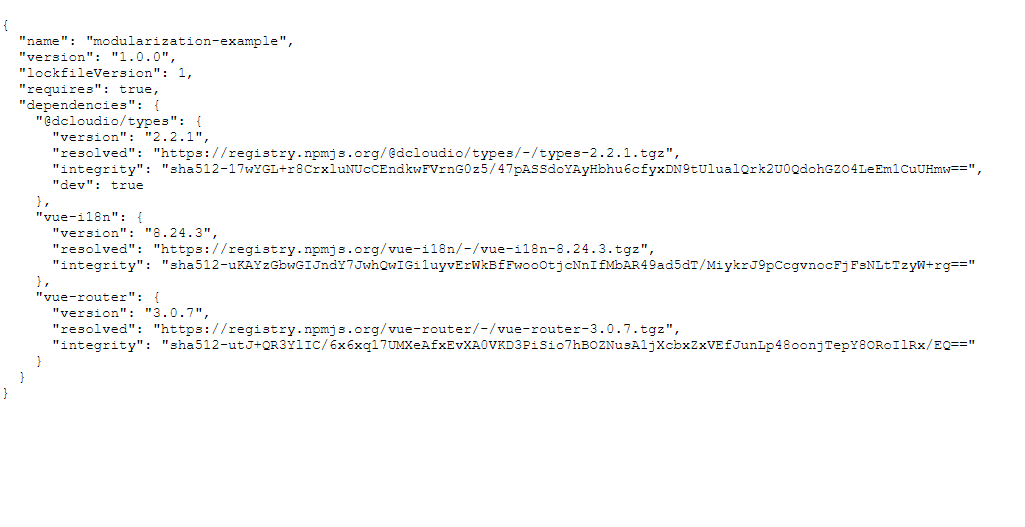 {
  "name": "modularization-example",
  "version": "1.0.0",
  "lockfileVersion": 1,
  "requires": true,
  "dependencies": {
    "@dcloudio/types": {
      "version": "2.2.1",
      "resolved": "https://registry.npmjs.org/@dcloudio/types/-/types-2.2.1.tgz",
      "integrity": "sha512-17wYGL+r8CrxluNUcCEndkwFVrnG0z5/47pASSdoYAyHbhu6cfyxDN9tUlualQrk2U0QdohGZO4LeEm1CuUHmw==",
      "dev": true
    },
    "vue-i18n": {
      "version": "8.24.3",
      "resolved": "https://registry.npmjs.org/vue-i18n/-/vue-i18n-8.24.3.tgz",
      "integrity": "sha512-uKAYzGbwGIJndY7JwhQwIGi1uyvErWkBfFwooOtjcNnIfMbAR49ad5dT/MiykrJ9pCcgvnocFjFsNLtTzyW+rg=="
    },
    "vue-router": {
      "version": "3.0.7",
      "resolved": "https://registry.npmjs.org/vue-router/-/vue-router-3.0.7.tgz",
      "integrity": "sha512-utJ+QR3YlIC/6x6xq17UMXeAfxEvXA0VKD3PiSio7hBOZNusA1jXcbxZxVEfJunLp48oonjTepY8ORoIlRx/EQ=="
    }
  }
}